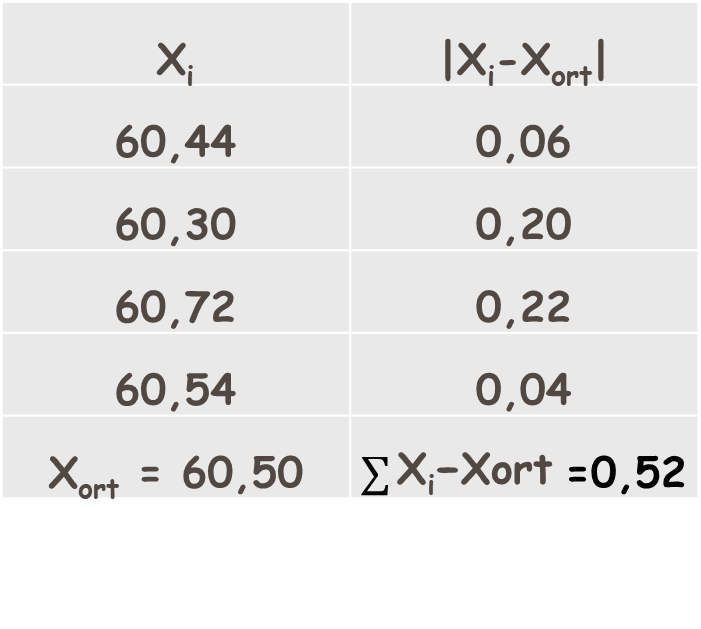 Xi |Xi-Xort|
60,44 0,06
60,30 0,20
60,72 0,22
60,54 0,04
Xort = 60,50 ∑Xi-Xort =0,52